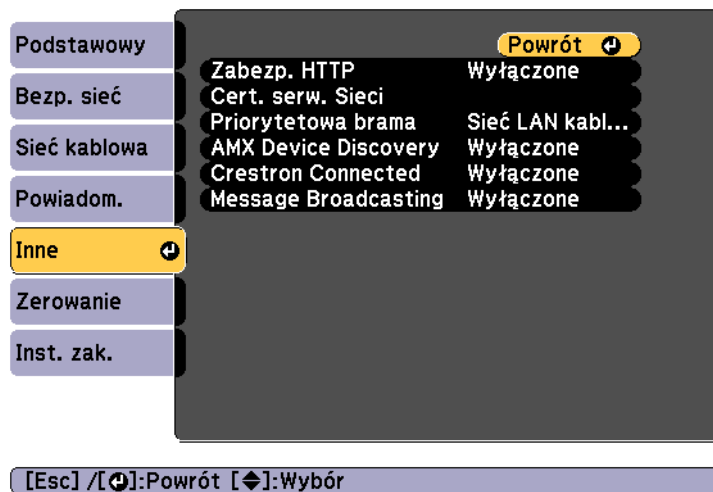 Podstawowy
Bezp. sieć
Sieć kablowa
Powiadom.
Inne
Zerowanie
Inst. zak.
Powrót
Zabezp. HTTP Wyłączone
Cert. serw. Sieci
Priorytetowa brama Sieć LAN kabl...
AMX Device Discovery Wyłączone
Crestron Connected Wyłączone
Message Broadcasting Wyłączone
[Esc] /[⏎]:Powrót [◆]:Wybór